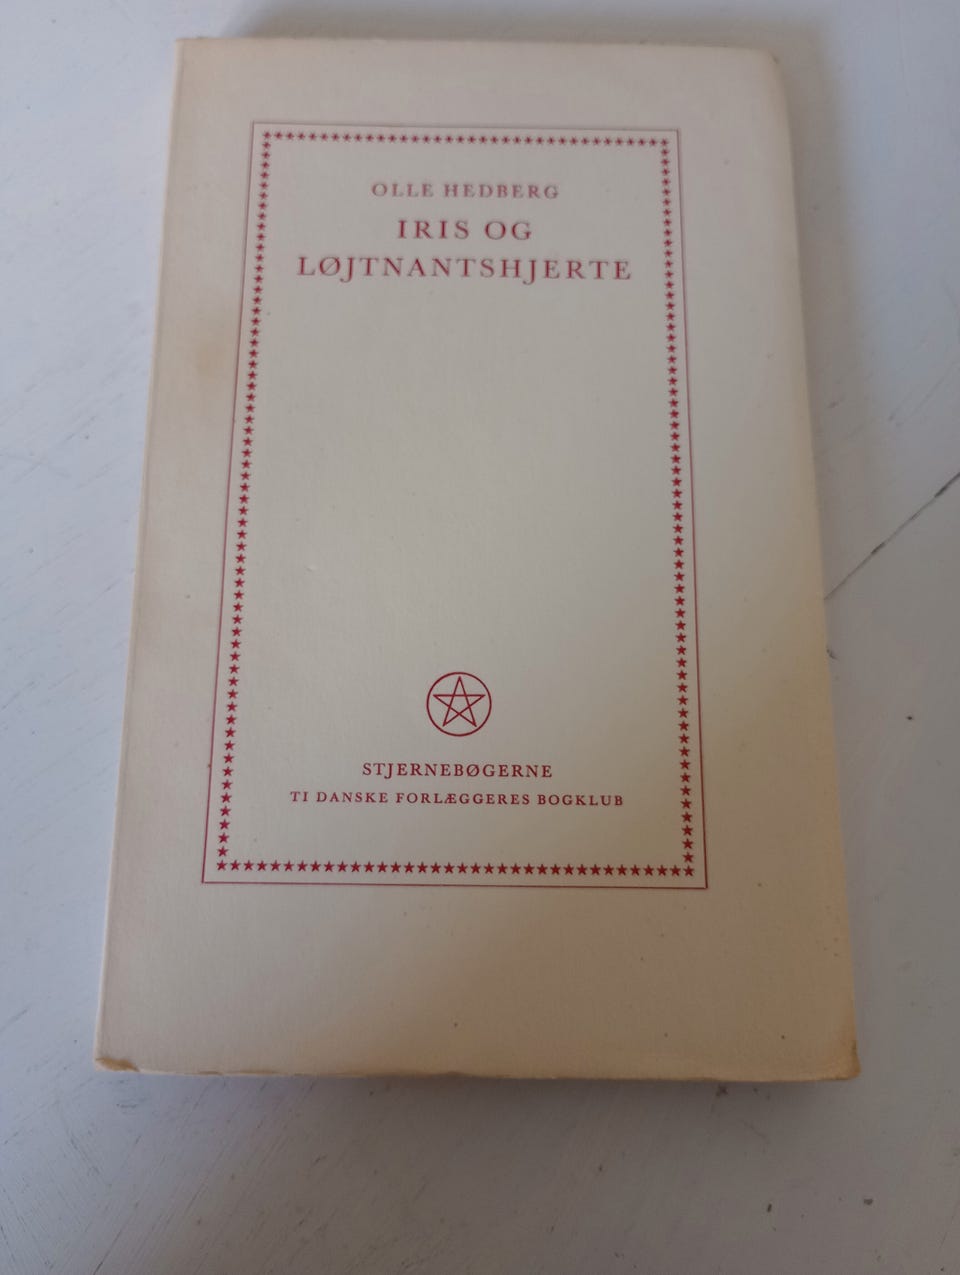 OLLE HEDBERG
IRIS OG
LØJTNANTSHJERTE
STJERNEBØGERNE
TI DANSKE FORLÆGGERES BOGKLUB